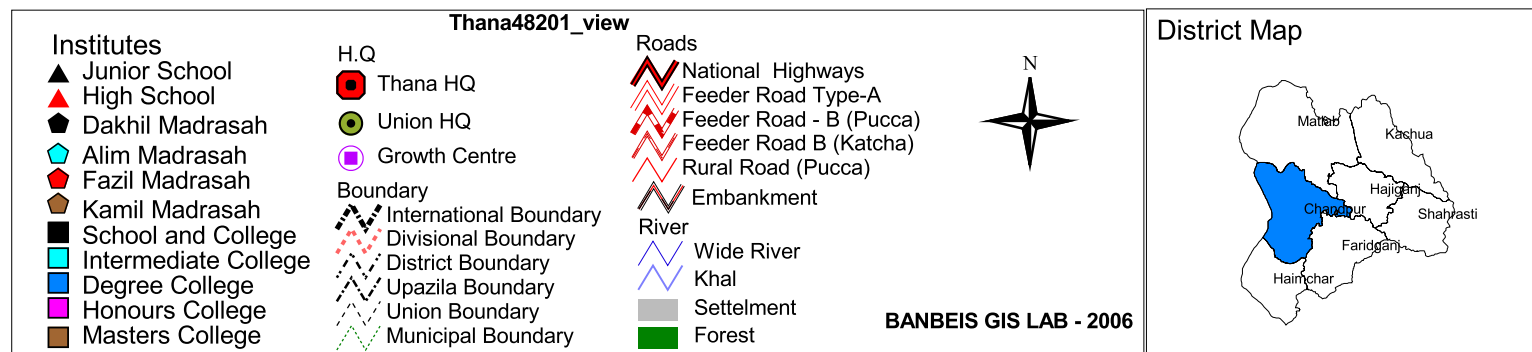 Thana48201_view
Institutes
Junior School
High School
Dakhil Madrasah
Alim Madrasah
Fazil Madrasah
Kamil Madrasah
School and College
Intermediate College
Degree College
Honours College
Masters College
H.Q
Thana HQ
Union HQ
Growth Centre
Boundary
International Boundary
Divisional Boundary
District Boundary
Upazila Boundary
Union Boundary
Municipal Boundary
Roads
National Highways
Feeder Road Type-A
Feeder Road - B (Pucca)
Feeder Road B (Katcha)
Rural Road (Pucca)
Embankment
River
Wide River
Khal
Settelment
Forest
N
BANBEIS GIS LAB - 2006
District Map
Matlab
Kachua
Hajiganj
Chandpur
Shahrasti
Faridganj
Haimchar